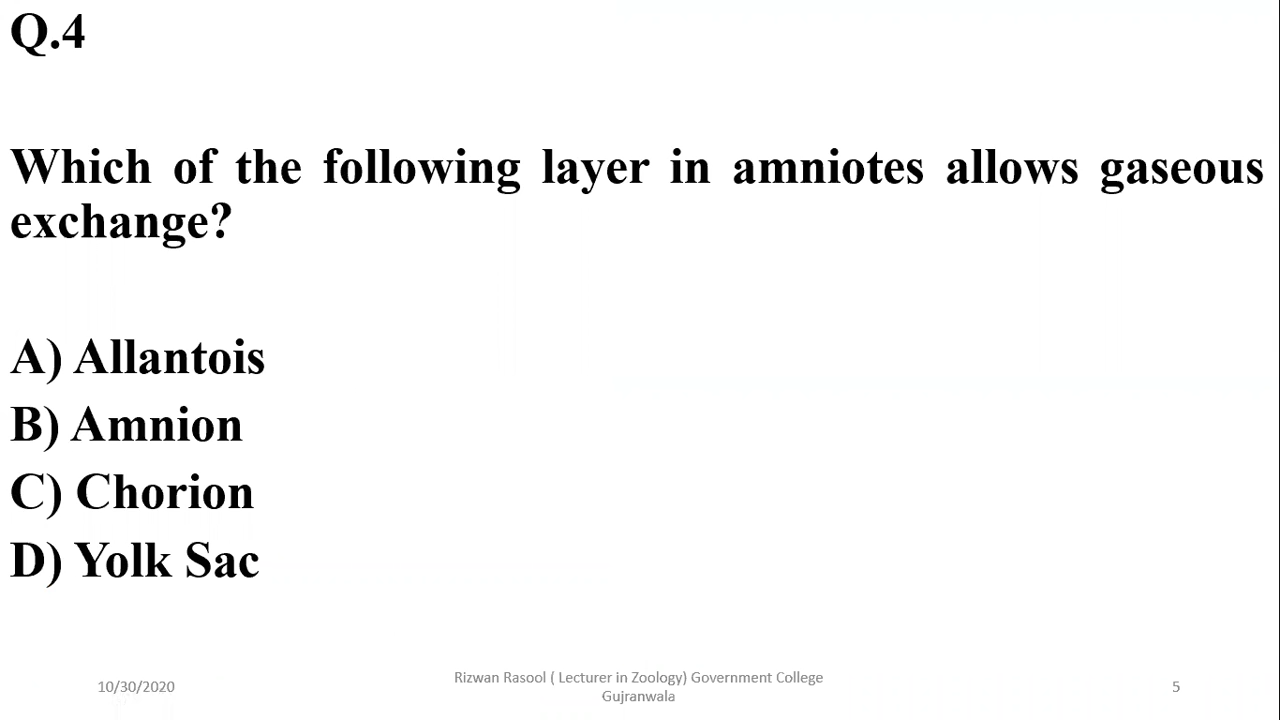 Q.4
Which of the following layer in amniotes allows gaseous
exchange?
A) Allantois
B) Amnion
C) Chorion
D) Yolk Sac
10/30/2020
Rizwan Rasool ( Lecturer in Zoology) Government College
Gujranwala
5